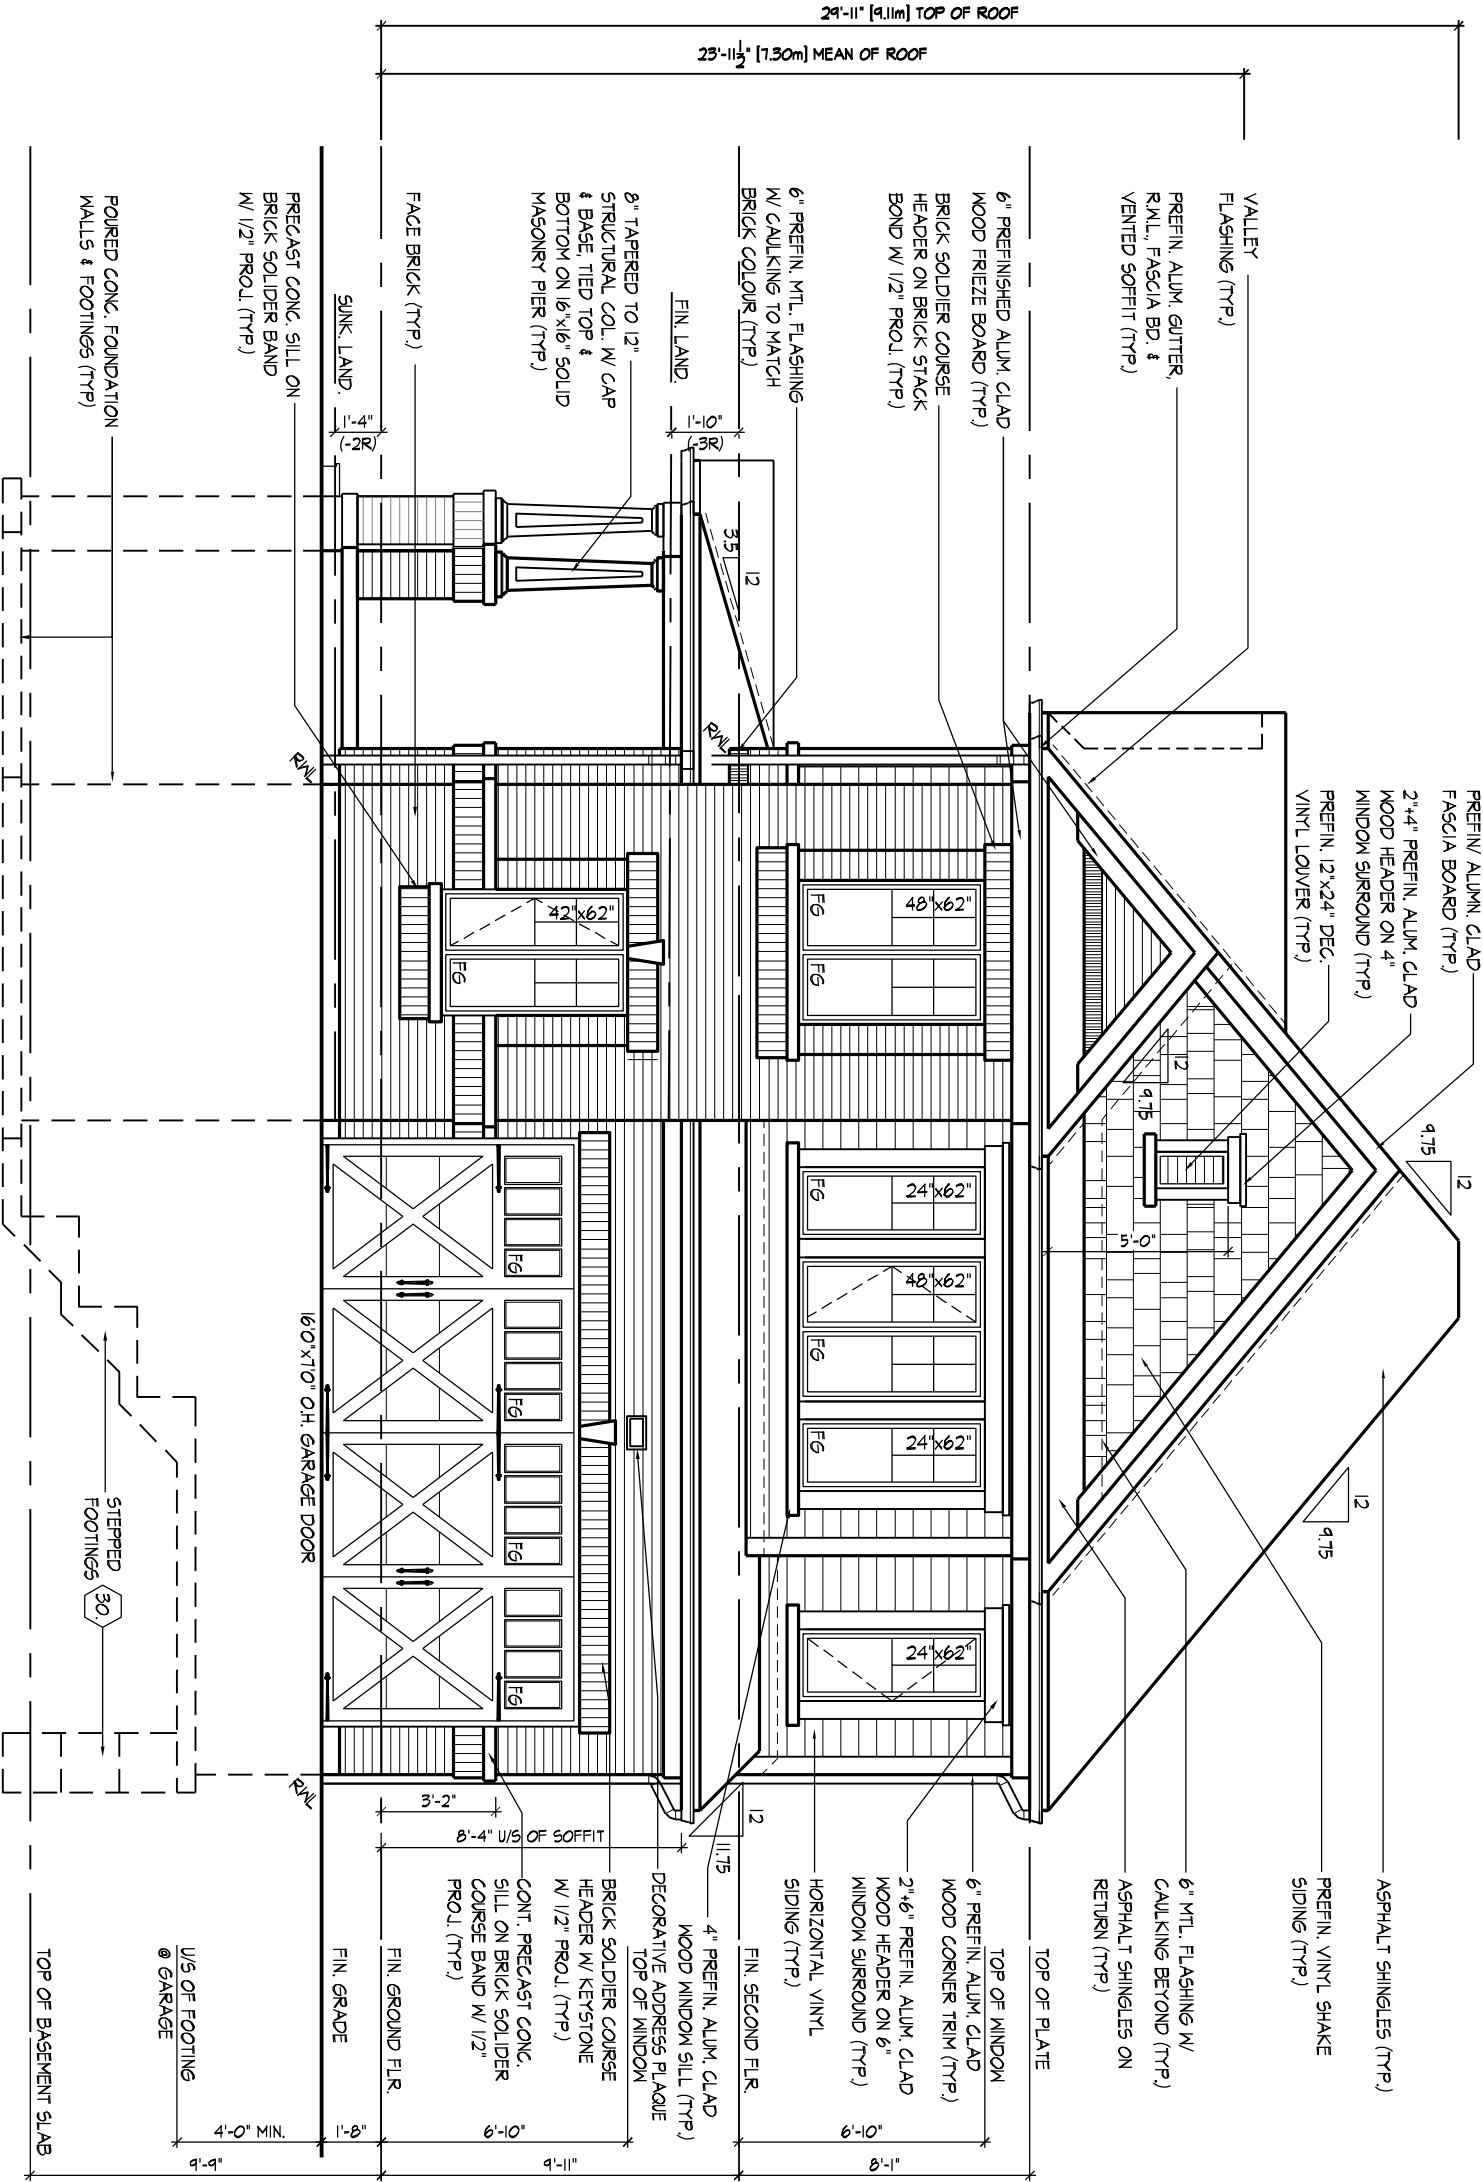 29'-11" [9.11m] TOP OF ROOF
23'-11½" [7.30m] MEAN OF ROOF
VALLEY
FLASHING (TYP.)
PREFIN. ALUM. GUTTER,
R.W.L., FASCIA BD. &
VENTED SOFFIT (TYP.)
6" PREFINISHED ALUM. CLAD
WOOD FRIEZE BOARD (TYP.)
BRICK SOLDIER COURSE
HEADER ON BRICK STACK
BOND W/ 1/2" PROJ. (TYP.)
6" PREFIN. MTL. FLASHING
W/ CAULKING TO MATCH
BRICK COLOUR (TYP.)
FIN. LAND.
1'-10"
(-3R)
8" TAPERED TO 12"
STRUCTURAL COL. W/ CAP
& BASE, TIED TOP &
BOTTOM ON 16"x16" SOLID
MASONRY PIER (TYP.)
FACE BRICK (TYP.)
SUNK. LAND.
1'-4"
(-2R)
PRECAST CONC. SILL ON
BRICK SOLIDER BAND
W/ 1/2" PROJ. (TYP.)
POURED CONC. FOUNDATION
WALLS & FOOTINGS (TYP)
PREFIN/ ALUMN. CLAD
FASCIA BOARD (TYP.)
2"+4" PREFIN. ALUM. CLAD
WOOD HEADER ON 4"
WINDOW SURROUND (TYP.)
PREFIN. 12"x24" DEC.
VINYL LOUVER (TYP.)
12
9.75
12
9.75
12
9.75
5'-0"
12
3.5
RWL
RWL
48"x62"
FG
FG
24"x62"
FG
48"x62"
FG
24"x62"
FG
24"x62"
42"x62"
FG
FG
FG
FG
FG
16'0"x7'0" O.H. GARAGE DOOR
RWL
3'-2"
8'-4" U/S OF SOFFIT
12
11.75
STEPPED
FOOTINGS
30.
ASPHALT SHINGLES (TYP.)
PREFIN. VINYL SHAKE
SIDING (TYP.)
6" MTL. FLASHING W/
CAULKING BEYOND (TYP.)
ASPHALT SHINGLES ON
RETURN (TYP.)
TOP OF PLATE
TOP OF WINDOW
6" PREFIN. ALUM. CLAD
WOOD CORNER TRIM (TYP.)
2"+6" PREFIN. ALUM. CLAD
WOOD HEADER ON 6"
WINDOW SURROUND (TYP.)
HORIZONTAL VINYL
SIDING (TYP.)
FIN. SECOND FLR.
4" PREFIN. ALUM. CLAD
WOOD WINDOW SILL (TYP.)
DECORATIVE ADDRESS PLAQUE
TOP OF WINDOW
BRICK SOLDIER COURSE
HEADER W/ KEYSTONE
W/ 1/2" PROJ. (TYP.)
CONT. PRECAST CONC.
SILL ON BRICK SOLIDER
COURSE BAND W/ 1/2"
PROJ. (TYP.)
FIN. GROUND FLR.
FIN. GRADE
U/S OF FOOTING
@ GARAGE
TOP OF BASEMENT SLAB
6'-10"
6'-10"
1'-8"
4'-0" MIN.
8'-1"
9'-11"
9'-9"